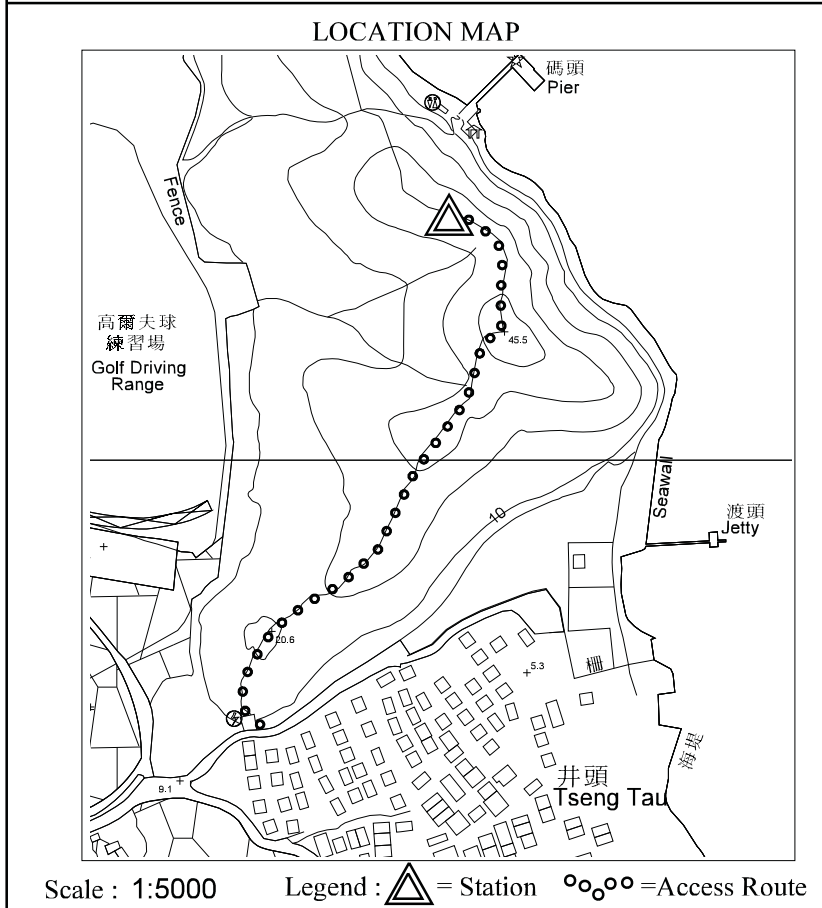 LOCATION MAP
碼頭
Pier
Fence
高爾夫球
練習場
Golf Driving
Range
45.5
Seawall
渡頭
Jetty
10
20.6
5.3
柵
海堤
9.1
井頭
Tseng Tau
Scale : 1:5000
Legend : = Station
=Access Route